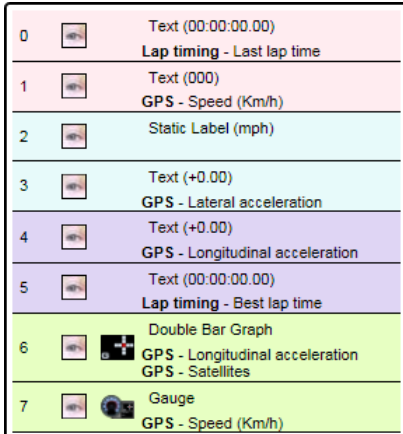 0 Text (00:00:00.00)
Lap timing - Last lap time
1 Text (000)
GPS - Speed (Km/h)
2 Static Label (mph)
3 Text (+0.00)
GPS - Lateral acceleration
4 Text (+0.00)
GPS - Longitudinal acceleration
5 Text (00:00:00.00)
Lap timing - Best lap time
6 Double Bar Graph
GPS - Longitudinal acceleration
GPS - Satellites
7 Gauge
GPS - Speed (Km/h)